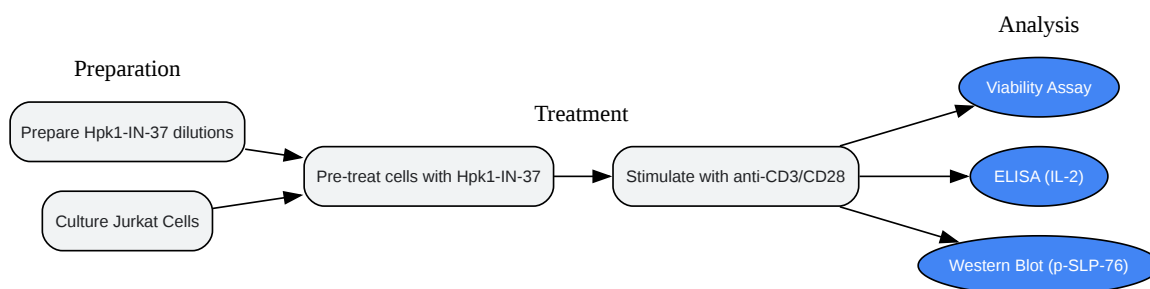 Preparation
Prepare Hpk1-IN-37 dilutions
Culture Jurkat Cells
Treatment
Pre-treat cells with Hpk1-IN-37
Stimulate with anti-CD3/CD28
Analysis
Viability Assay
ELISA (IL-2)
Western Blot (p-SLP-76)